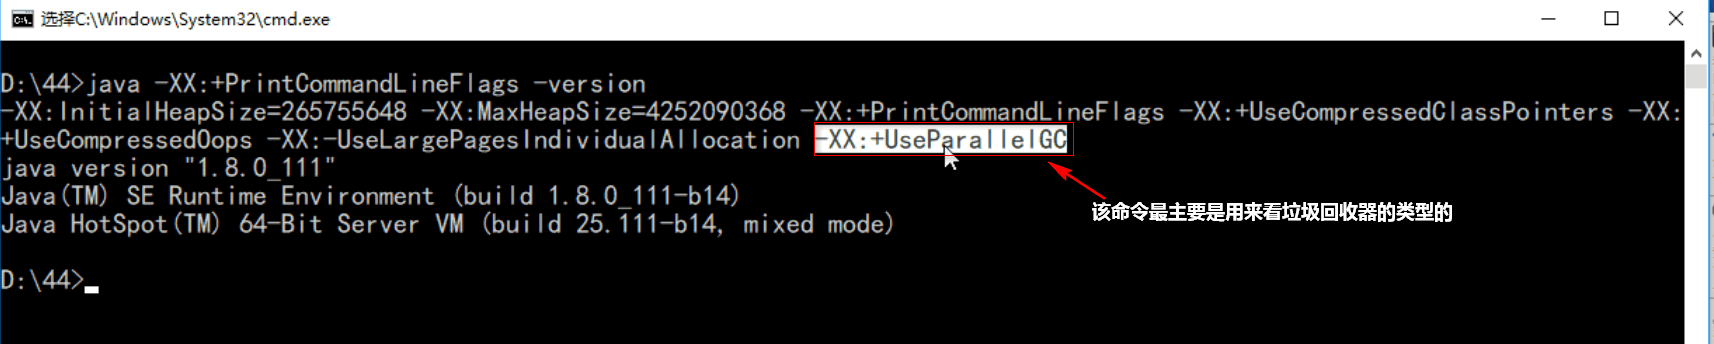 选择C:\Windows\System32\cmd.exe
D:\44>java -XX:+PrintCommandLineFlags -version
-XX:InitialHeapSize=265755648 -XX:MaxHeapSize=4252090368 -XX:+PrintCommandLineFlags -XX:+UseCompressedClassPointers -XX:
+UseCompressedOops -XX:-UseLargePagesIndividualAllocation -XX:+UseParallelGC
java version "1.8.0_111"
Java(TM) SE Runtime Environment (build 1.8.0_111-b14)
Java HotSpot(TM) 64-Bit Server VM (build 25.111-b14, mixed mode)
该命令最主要是用来看垃圾回收器的类型的
D:\44>